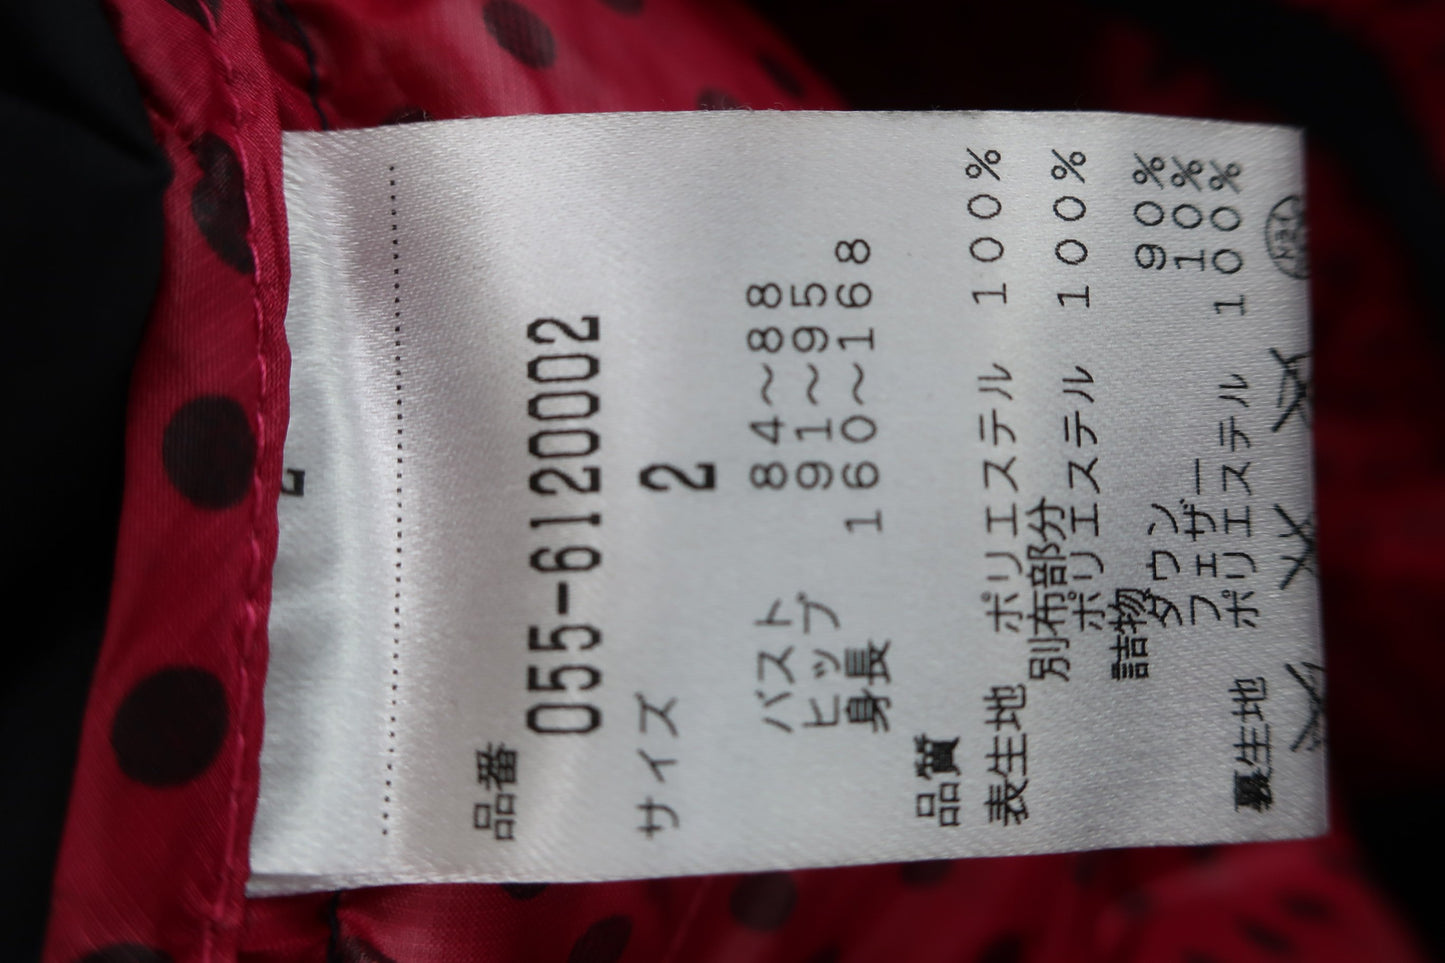 2
品番
055-6120002
サイズ
2
バスト 84～88
ヒップ 91～95
身長 160～168
品質
表生地 ポリエステル 100%
別布部分
ポリエステル 100%
詰物
ダウン 90%
フェザー 10%
裏生地 ポリエステル 100%